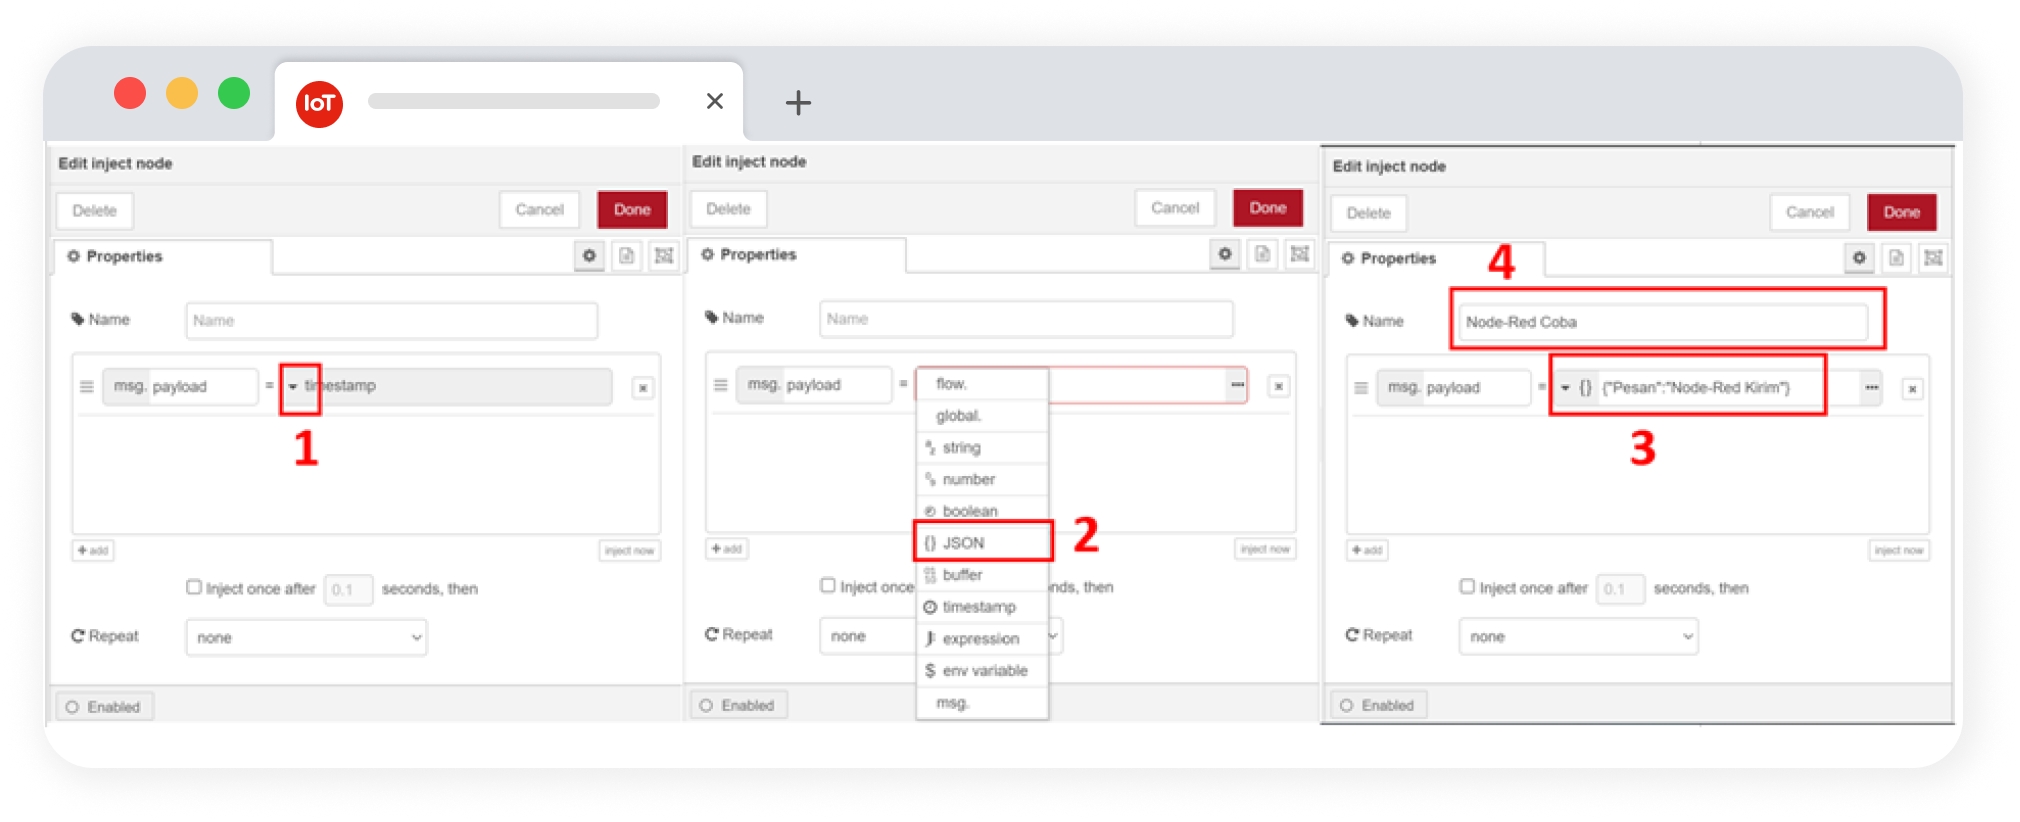 IoT
Edit inject node
Delete
Cancel
Done
Properties
Name
Name
msg. payload
=
timestamp
1
add
inject now
Inject once after 0.1 seconds, then
Repeat
none
Enabled
Edit inject node
Delete
Cancel
Done
Properties
Name
Name
msg. payload
=
flow.
global.
string
number
boolean
{} JSON
2
buffer
timestamp
expression
$ env variable
msg.
add
inject now
Inject once
nds, then
Repeat
none
Enabled
Edit inject node
Delete
Cancel
Done
Properties
4
Name
Node-Red Coba
msg. payload
=
{} {"Pesan":"Node-Red Kirim"}
3
add
inject now
Inject once after 0.1 seconds, then
Repeat
none
Enabled